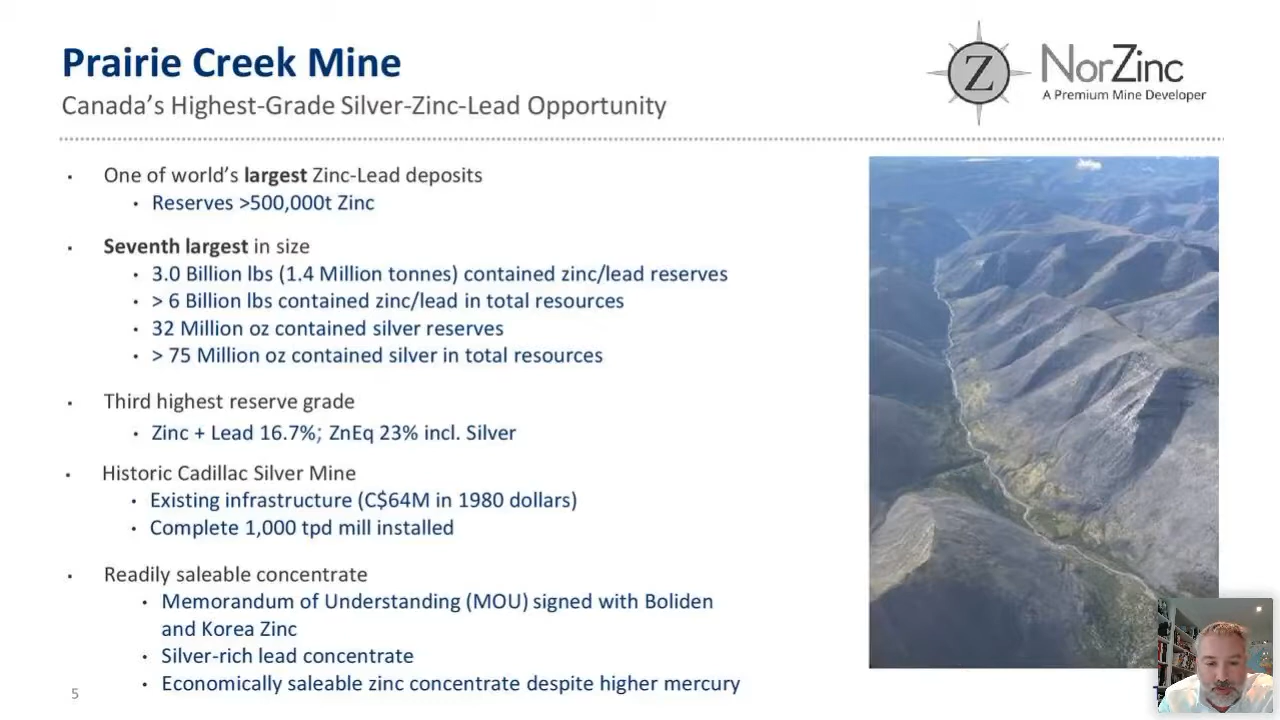 Prairie Creek Mine
Canada's Highest-Grade Silver-Zinc-Lead Opportunity
Z
NorZinc
A Premium Mine Developer
• One of world's largest Zinc-Lead deposits
• Reserves >500,000t Zinc
• Seventh largest in size
• 3.0 Billion lbs (1.4 Million tonnes) contained zinc/lead reserves
• > 6 Billion lbs contained zinc/lead in total resources
• 32 Million oz contained silver reserves
• > 75 Million oz contained silver in total resources
• Third highest reserve grade
• Zinc + Lead 16.7%; ZnEq 23% incl. Silver
• Historic Cadillac Silver Mine
• Existing infrastructure (C$64M in 1980 dollars)
• Complete 1,000 tpd mill installed
• Readily saleable concentrate
• Memorandum of Understanding (MOU) signed with Boliden
and Korea Zinc
• Silver-rich lead concentrate
• Economically saleable zinc concentrate despite higher mercury
5